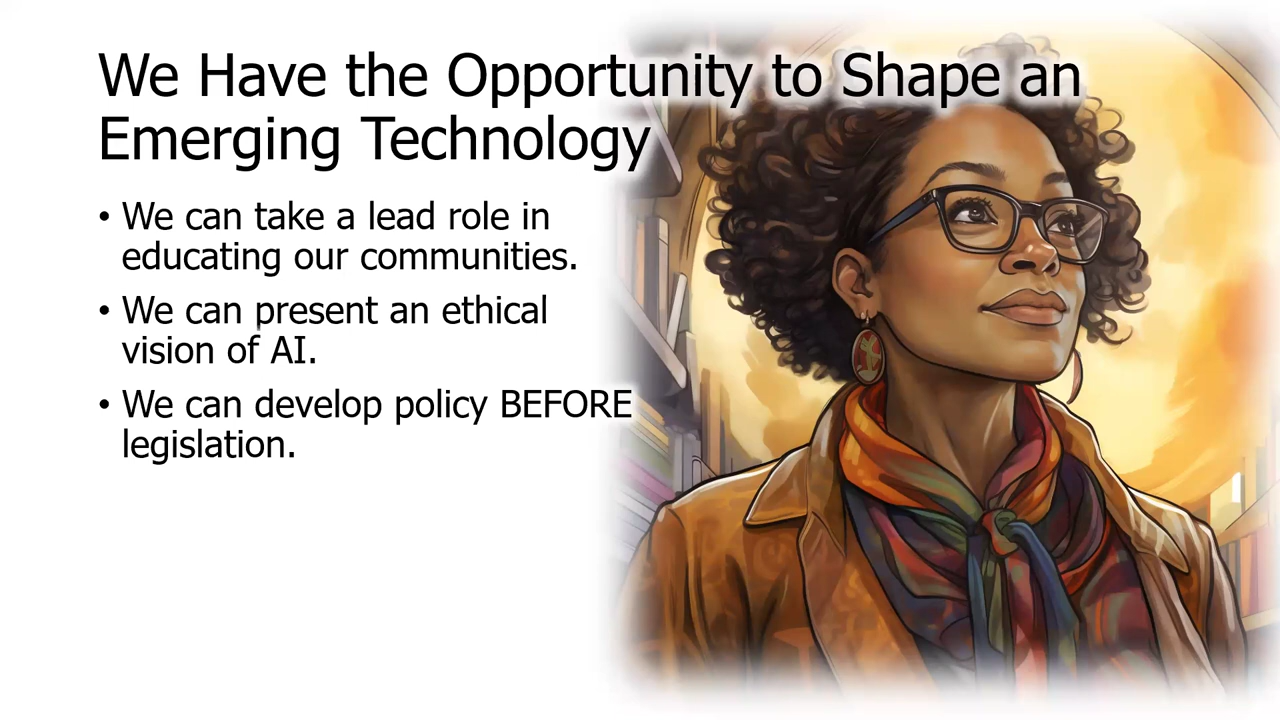 We Have the Opportunity to Shape an
Emerging Technology
• We can take a lead role in
educating our communities.
• We can present an ethical
vision of AI.
• We can develop policy BEFORE
legislation.